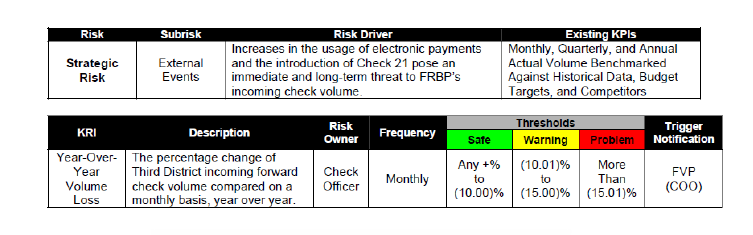 Risk Subrisk Risk Driver Existing KPIs
Strategic Risk
External Events
Increases in the usage of electronic payments
and the introduction of Check 21 pose an
immediate and long-term threat to FRBP's
incoming check volume.
Monthly, Quarterly, and Annual
Actual Volume Benchmarked
Against Historical Data, Budget
Targets, and Competitors
KRI Description Risk Owner Frequency Thresholds Trigger Notification
Safe Warning Problem
Year-Over-
Year
Volume
Loss
The percentage change of
Third District incoming forward
check volume compared on a
monthly basis, year over year.
Check
Officer
Monthly
Any +%
to
(10.00)%
(10.01)%
to
(15.00)%
More
Than
(15.01)%
FVP
(COO)